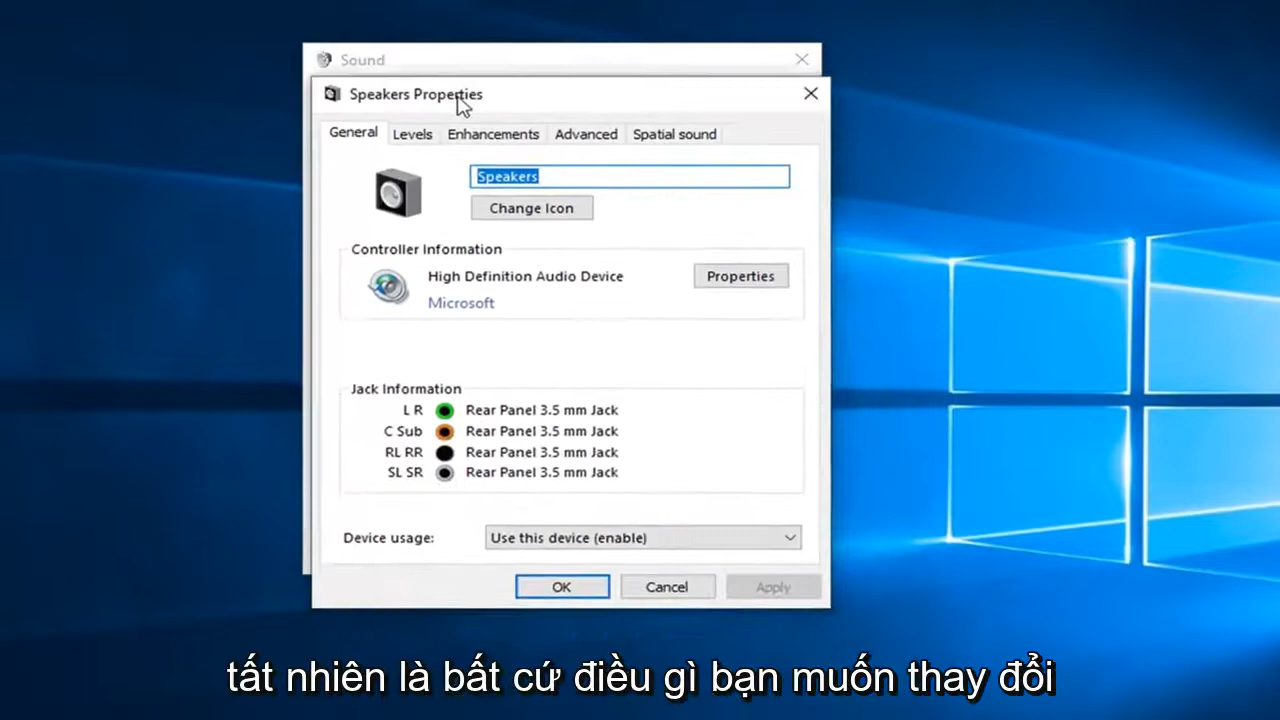 Sound
Speakers Properties
General Levels Enhancements Advanced Spatial sound
Speakers
Change Icon
Controller Information
High Definition Audio Device Properties
Microsoft
Jack Information
L R Rear Panel 3.5 mm Jack
C Sub Rear Panel 3.5 mm Jack
RL RR Rear Panel 3.5 mm Jack
SL SR Rear Panel 3.5 mm Jack
Device usage: Use this device (enable)
OK Cancel Apply
tất nhiên là bất cứ điều gì bạn muốn thay đổi